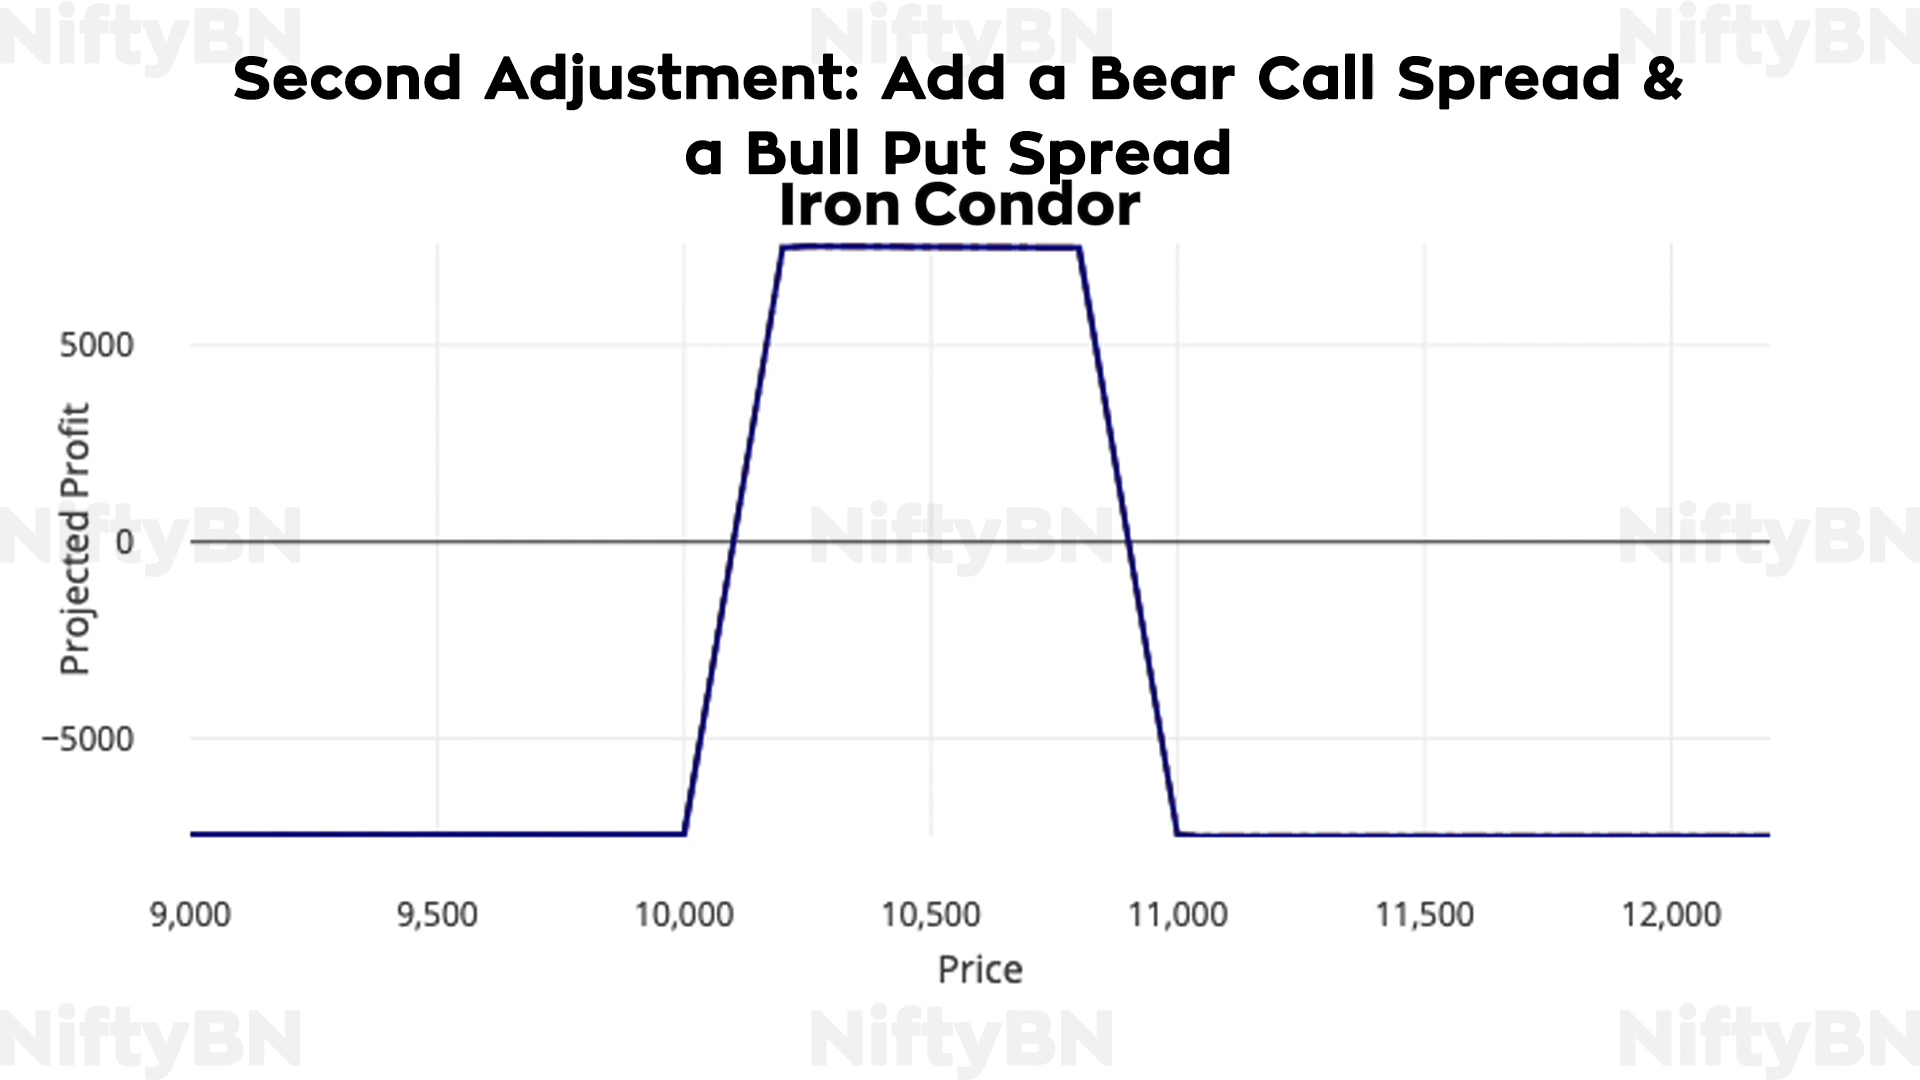 NiftyBN NiftyBN NiftyBN
Second Adjustment: Add a Bear Call Spread &
a Bull Put Spread
Iron Condor
5000
Projected Profit
NiftyBN NiftyBN NiftyBN
0
−5000
9,000 9,500 10,000 10,500 11,000 11,500 12,000
Price
NiftyBN NiftyBN NiftyBN